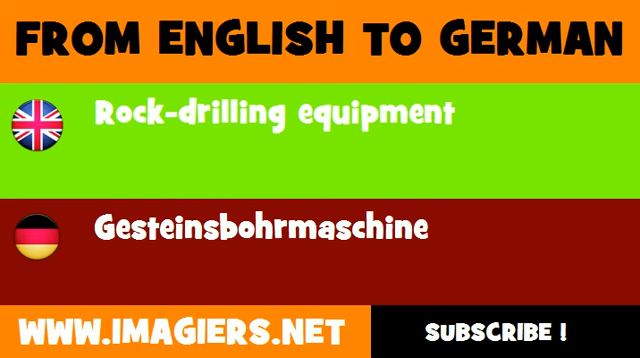 FROM ENGLISH TO GERMAN
Rock-drilling equipment
Gesteinsbohrmaschine
WWW.IMAGIERS.NET
SUBSCRIBE !